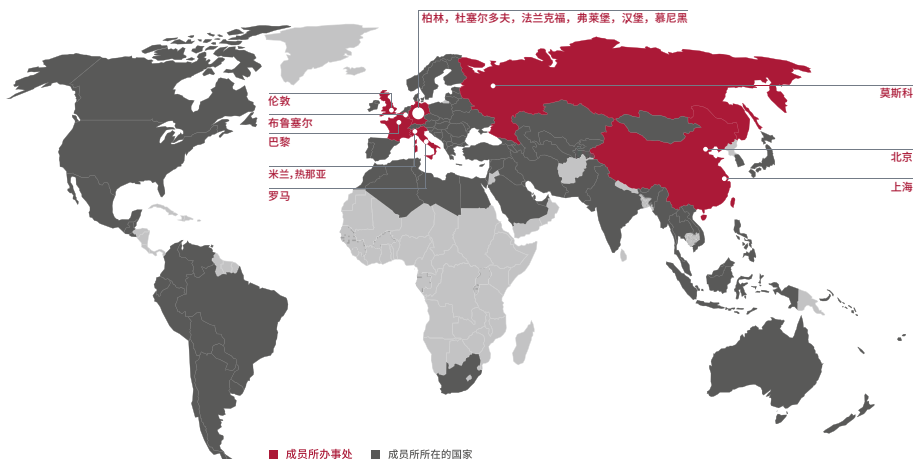 柏林，杜塞尔多夫，法兰克福，弗莱堡，汉堡，慕尼黑
莫斯科
伦敦
布鲁塞尔
巴黎
北京
米兰,热那亚
上海
罗马
成员所办事处
成员所所在的国家